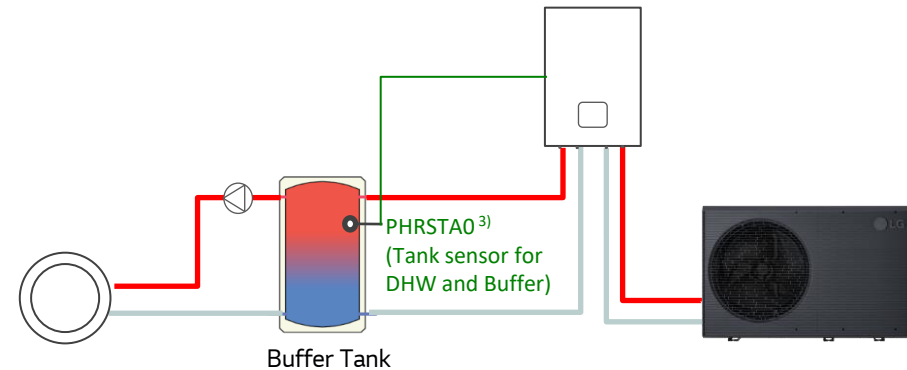 LG
PHRSTA0 3)
(Tank sensor for
DHW and Buffer)
Buffer Tank